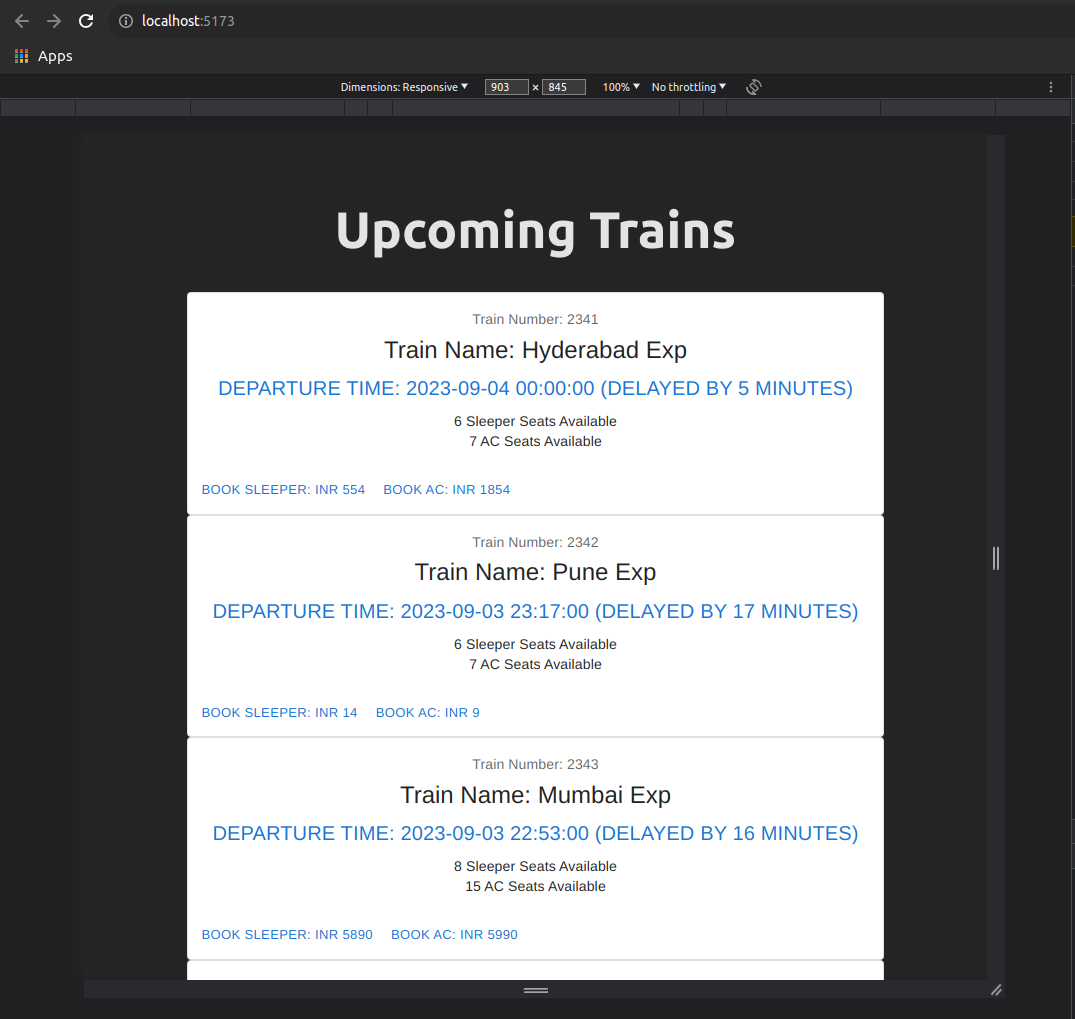 localhost:5173
Apps
Dimensions: Responsive 903 × 845 100% No throttling
Upcoming Trains
Train Number: 2341
Train Name: Hyderabad Exp
DEPARTURE TIME: 2023-09-04 00:00:00 (DELAYED BY 5 MINUTES)
6 Sleeper Seats Available
7 AC Seats Available
BOOK SLEEPER: INR 554 BOOK AC: INR 1854
Train Number: 2342
Train Name: Pune Exp
DEPARTURE TIME: 2023-09-03 23:17:00 (DELAYED BY 17 MINUTES)
6 Sleeper Seats Available
7 AC Seats Available
BOOK SLEEPER: INR 14 BOOK AC: INR 9
Train Number: 2343
Train Name: Mumbai Exp
DEPARTURE TIME: 2023-09-03 22:53:00 (DELAYED BY 16 MINUTES)
8 Sleeper Seats Available
15 AC Seats Available
BOOK SLEEPER: INR 5890 BOOK AC: INR 5990